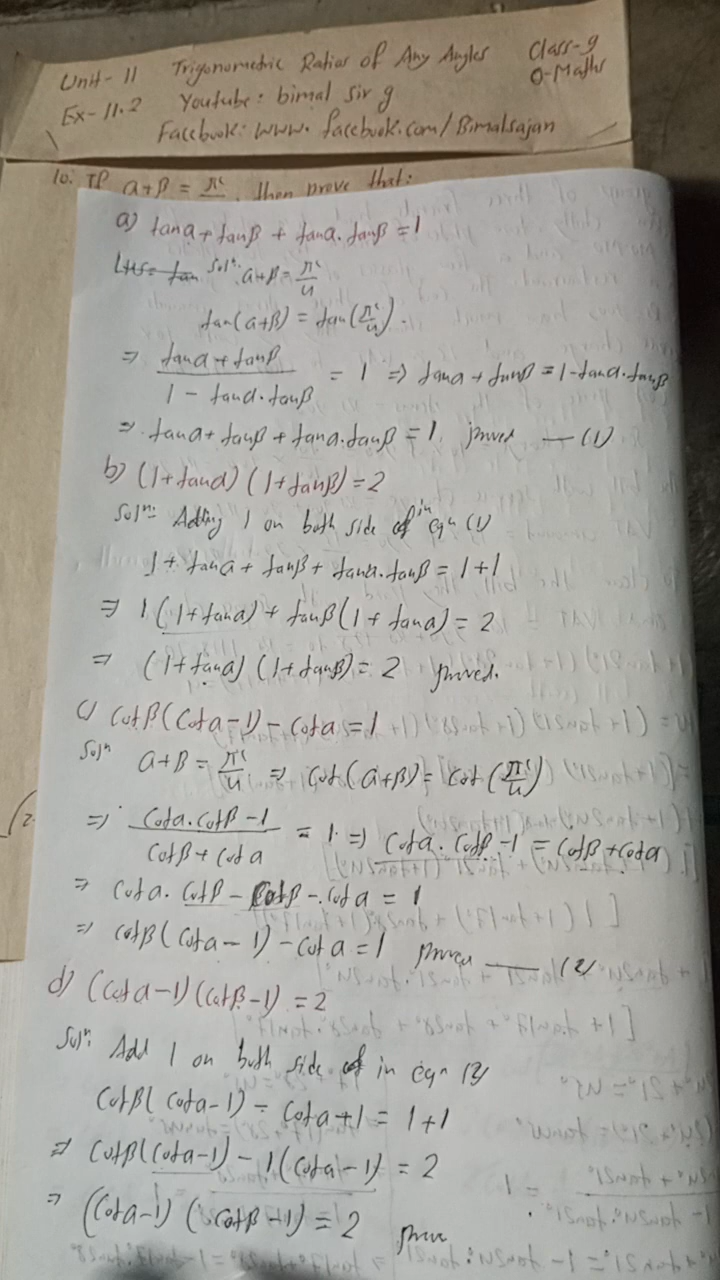 Unit - 11 Trigonometric Ratios of Any Angles Class-9
Ex-11.2 Youtube: bimal sir g O-Maths
Facebook: www.facebook.com/Bimalsajan
10. If α+β = πᶜ, then prove that:
a) tanα + tanβ + tanα.tanβ = 1
LHS= tan Solⁿ: α+β = πᶜ/4
tan(α+β) = tan(πᶜ/4).
⇒ (tanα + tanβ)/(1 - tanα.tanβ) = 1 ⇒ tanα + tanβ = 1-tanα.tanβ
⇒ tanα + tanβ + tanα.tanβ = 1. proved — (1)
b) (1+tanα) (1+tanβ) = 2
Solⁿ: Adding 1 on both side of in eqn (1)
1 + tanα + tanβ + tanα.tanβ = 1+1
⇒ 1 (1+tanα) + tanβ (1+tanα) = 2
⇒ (1+tanα) (1+tanβ) = 2 proved.
c) Cotβ(Cotα-1) - Cotα = 1
Solⁿ α+β = πᶜ/4 ⇒ Cot(α+β) = Cot(πᶜ/4)
⇒ (Cotα.Cotβ -1)/(Cotβ + Cotα) = 1 ⇒ Cotα.Cotβ -1 = Cotβ + Cotα
⇒ Cotα. Cotβ - Cotβ - Cotα = 1
⇒ Cotβ(Cotα - 1) - Cotα = 1 proved — (2)
d) (Cotα-1)(Cotβ-1) = 2
Solⁿ: Add 1 on both side of in eqn (2)
Cotβ(Cotα-1) - Cotα+1 = 1+1
⇒ Cotβ(Cotα-1) - 1(Cotα-1) = 2
⇒ (Cotα-1) (Cotβ-1) = 2 prove